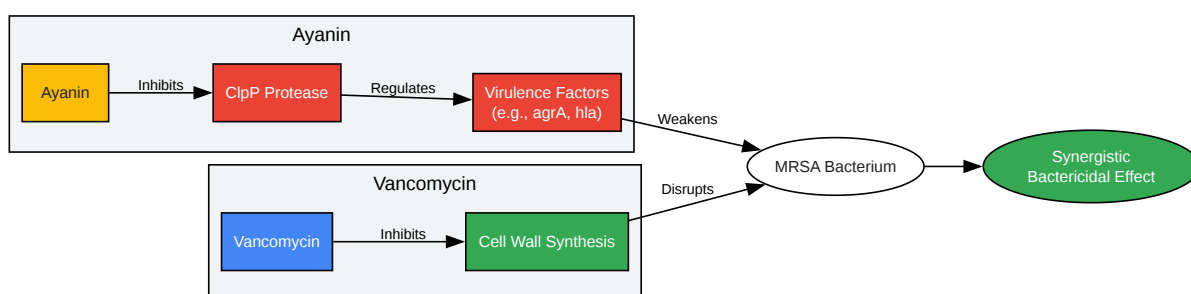 Ayanin
Ayanin
Inhibits
ClpP Protease
Regulates
Virulence Factors
(e.g., agrA, hla)
Weakens
Vancomycin
Vancomycin
Inhibits
Cell Wall Synthesis
Disrupts
MRSA Bacterium
Synergistic
Bactericidal Effect